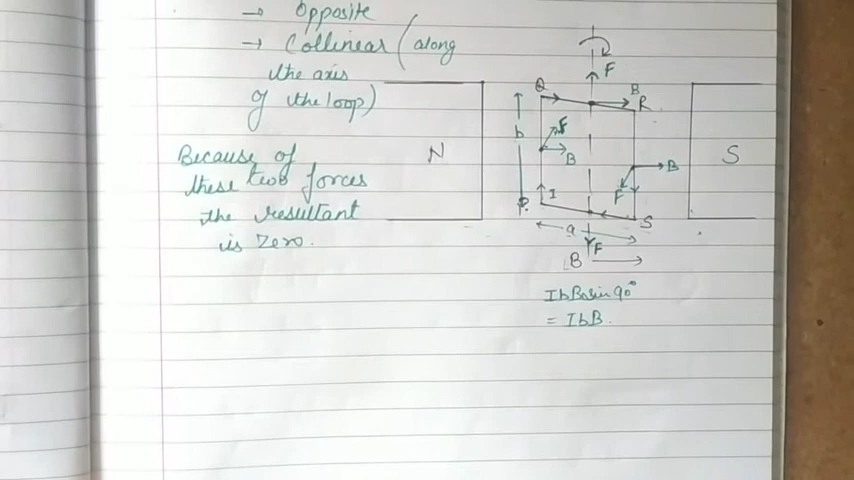 → Opposite
→ Collinear (along
the axis
of the loop)
Because of
these two forces
the resultant
is zero.
N
S
F
Q
B
R
b
F
B
B
I
F
P
S
a
F
B
IbBsin90°
= IbB.